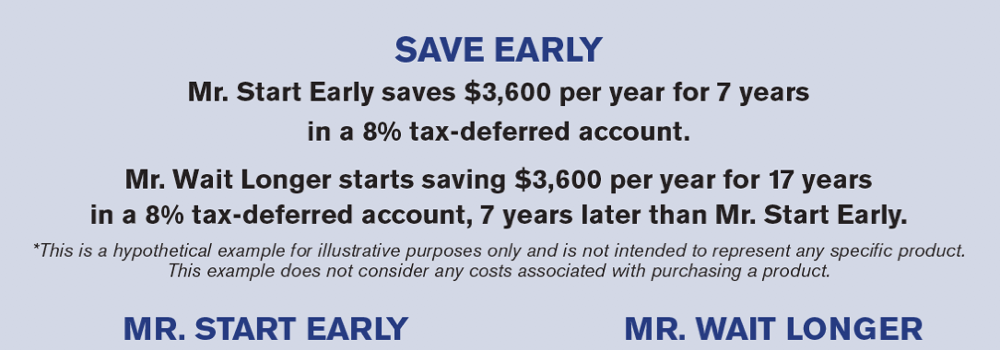 SAVE EARLY
Mr. Start Early saves $3,600 per year for 7 years
in a 8% tax-deferred account.
Mr. Wait Longer starts saving $3,600 per year for 17 years
in a 8% tax-deferred account, 7 years later than Mr. Start Early.
*This is a hypothetical example for illustrative purposes only and is not intended to represent any specific product.
This example does not consider any costs associated with purchasing a product.
MR. START EARLY MR. WAIT LONGER